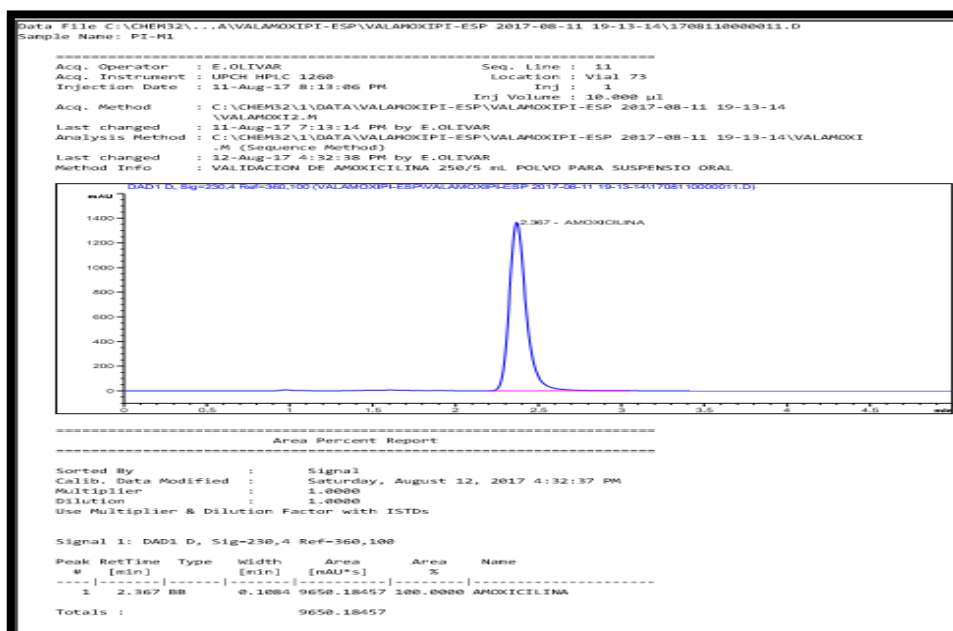 Data File C:\CHEM32\...A\VALAMOXIPI-ESP\VALAMOXIPI-ESP 2017-08-11 19-13-14\1708110000011.D
Sample Name: PI-M1
====================================================================
Acq. Operator : E.OLIVAR Seq. Line : 11
Acq. Instrument : UPCH HPLC 1260 Location : Vial 73
Injection Date : 11-Aug-17 8:13:06 PM Inj : 1
Inj Volume : 10.000 µl
Acq. Method : C:\CHEM32\1\DATA\VALAMOXIPI-ESP\VALAMOXIPI-ESP 2017-08-11 19-13-14
\VALAMOXI2.M
Last changed : 11-Aug-17 7:13:14 PM by E.OLIVAR
Analysis Method : C:\CHEM32\1\DATA\VALAMOXIPI-ESP\VALAMOXIPI-ESP 2017-08-11 19-13-14\VALAMOXI
.M (Sequence Method)
Last changed : 12-Aug-17 4:32:38 PM by E.OLIVAR
Method Info : VALIDACION DE AMOXICILINA 250/5 mL POLVO PARA SUSPENSIO ORAL
DAD1 D, Sig=230,4 Ref=360,100 (VALAMOXIPI-ESP\VALAMOXIPI-ESP 2017-08-11 19-13-14\1708110000011.D)
mAU
1400
2.367 - AMOXICILINA
1200
1000
800
600
400
200
0
0 0.5 1 1.5 2 2.5 3 3.5 4 4.5 min
====================================================================
Area Percent Report
====================================================================
Sorted By : Signal
Calib. Data Modified : Saturday, August 12, 2017 4:32:37 PM
Multiplier : 1.0000
Dilution : 1.0000
Use Multiplier & Dilution Factor with ISTDs
Signal 1: DAD1 D, Sig=230,4 Ref=360,100
Peak RetTime Type Width Area Area Name
# [min] [min] [mAU*s] %
----|-------|------|-------|----------|--------|---------------------
1 2.367 BB 0.1084 9650.18457 100.0000 AMOXICILINA
Totals : 9650.18457